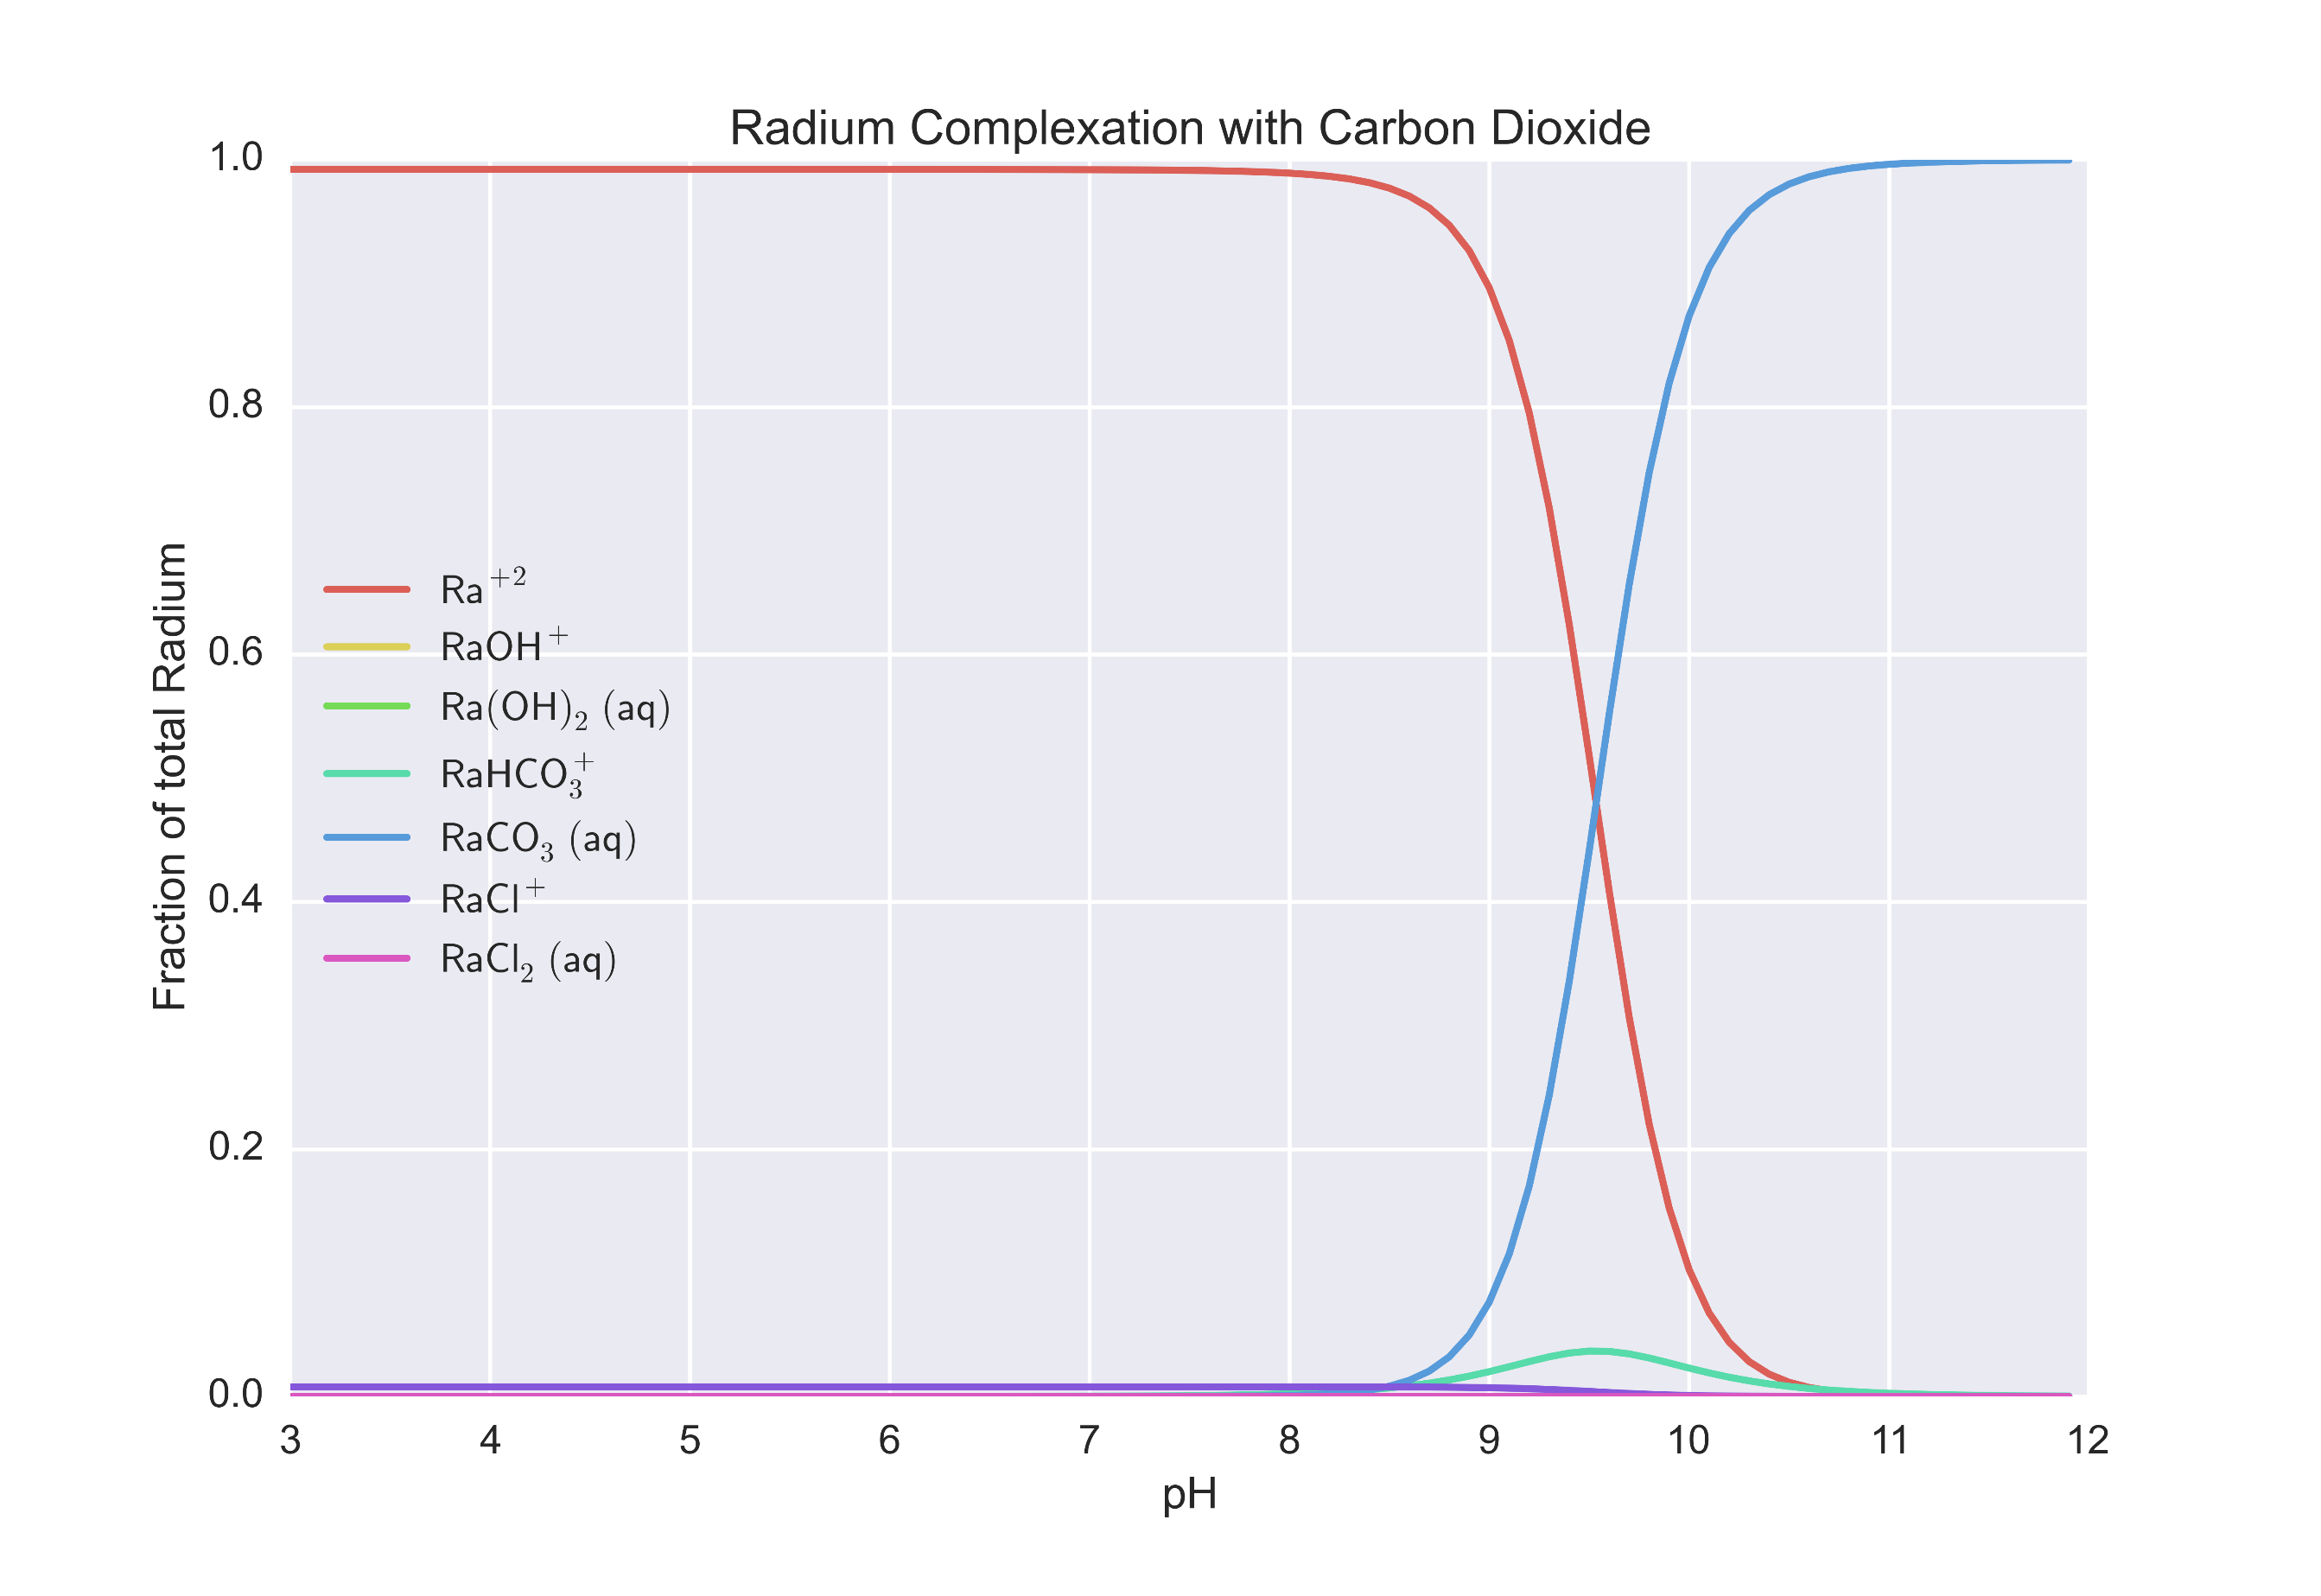 Radium Complexation with Carbon Dioxide
Fraction of total Radium
1.0
0.8
0.6
0.4
0.2
0.0
Ra⁺²
RaOH⁺
Ra(OH)₂ (aq)
RaHCO₃⁺
RaCO₃ (aq)
RaCl⁺
RaCl₂ (aq)
3 4 5 6 7 8 9 10 11 12
pH